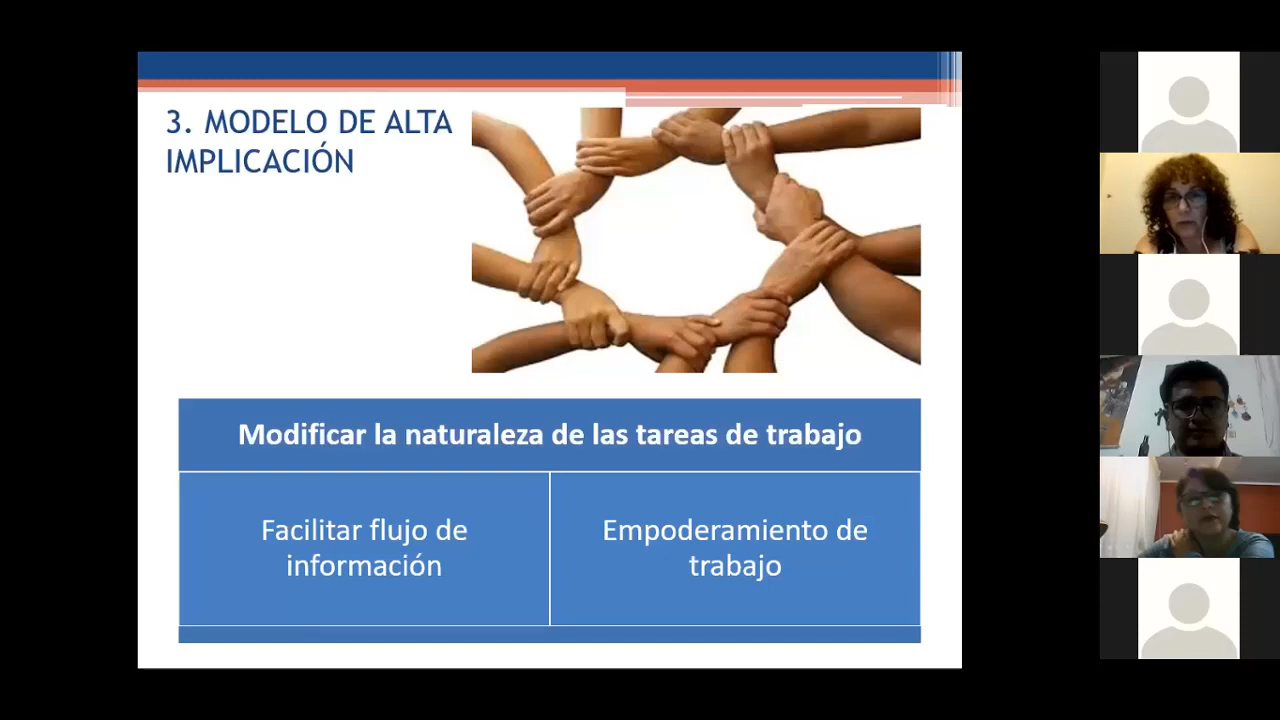 3. MODELO DE ALTA
IMPLICACIÓN
Modificar la naturaleza de las tareas de trabajo
Facilitar flujo de
información
Empoderamiento de
trabajo